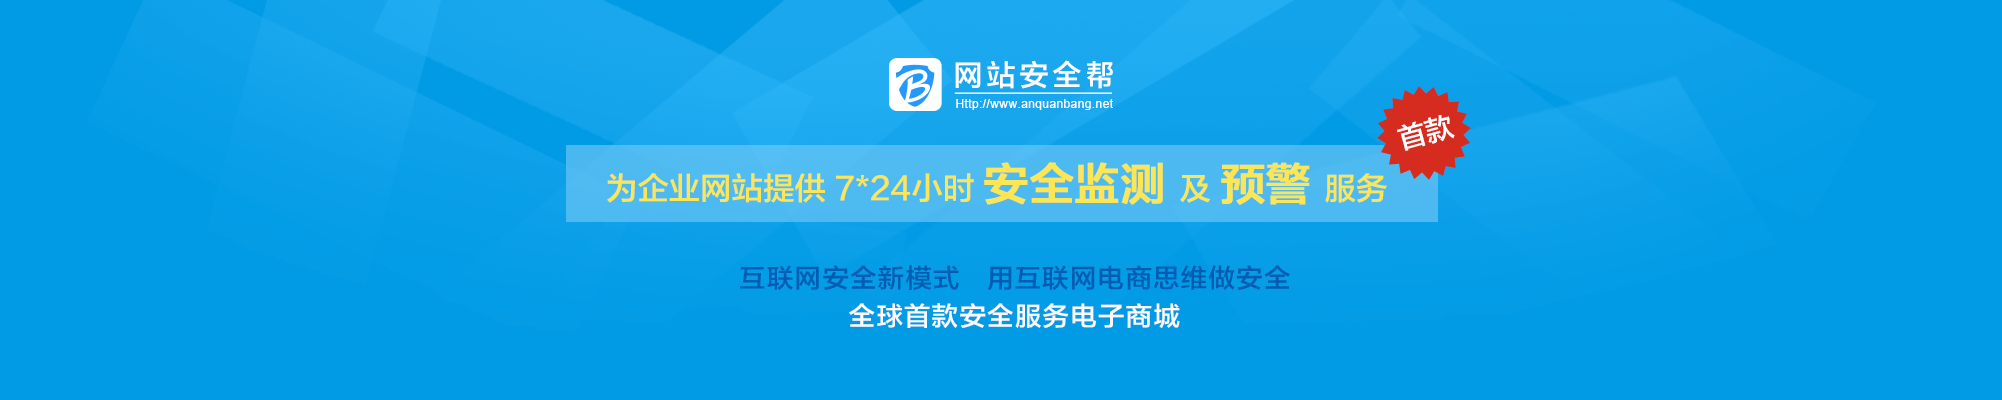 网站安全帮
Http://www.anquanbang.net
首款
为企业网站提供 7*24小时 安全监测 及 预警 服务
互联网安全新模式 用互联网电商思维做安全
全球首款安全服务电子商城